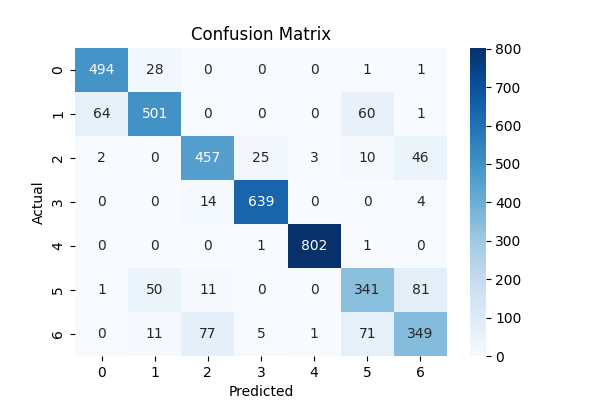 Confusion Matrix
0 494 28 0 0 0 1 1
1 64 501 0 0 0 60 1
2 2 0 457 25 3 10 46
3 0 0 14 639 0 0 4
4 0 0 0 1 802 1 0
5 1 50 11 0 0 341 81
6 0 11 77 5 1 71 349
0 1 2 3 4 5 6
Actual
Predicted
800
700
600
500
400
300
200
100
0